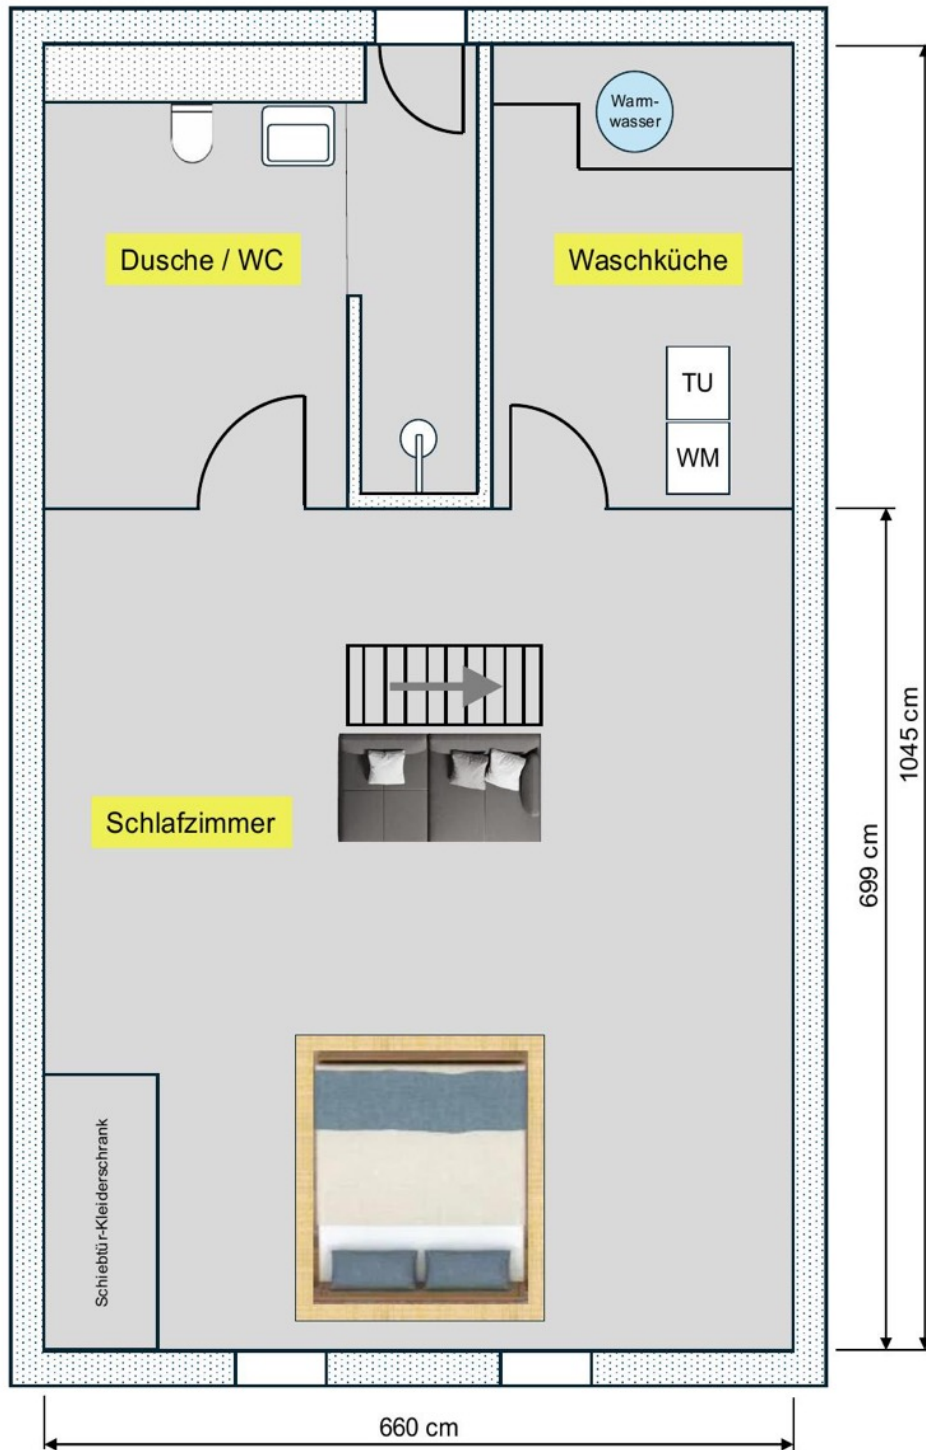 Warm-
wasser
Dusche / WC
Waschküche
TU
WM
Schlafzimmer
1045 cm
699 cm
Schiebtür-Kleiderschrank
660 cm